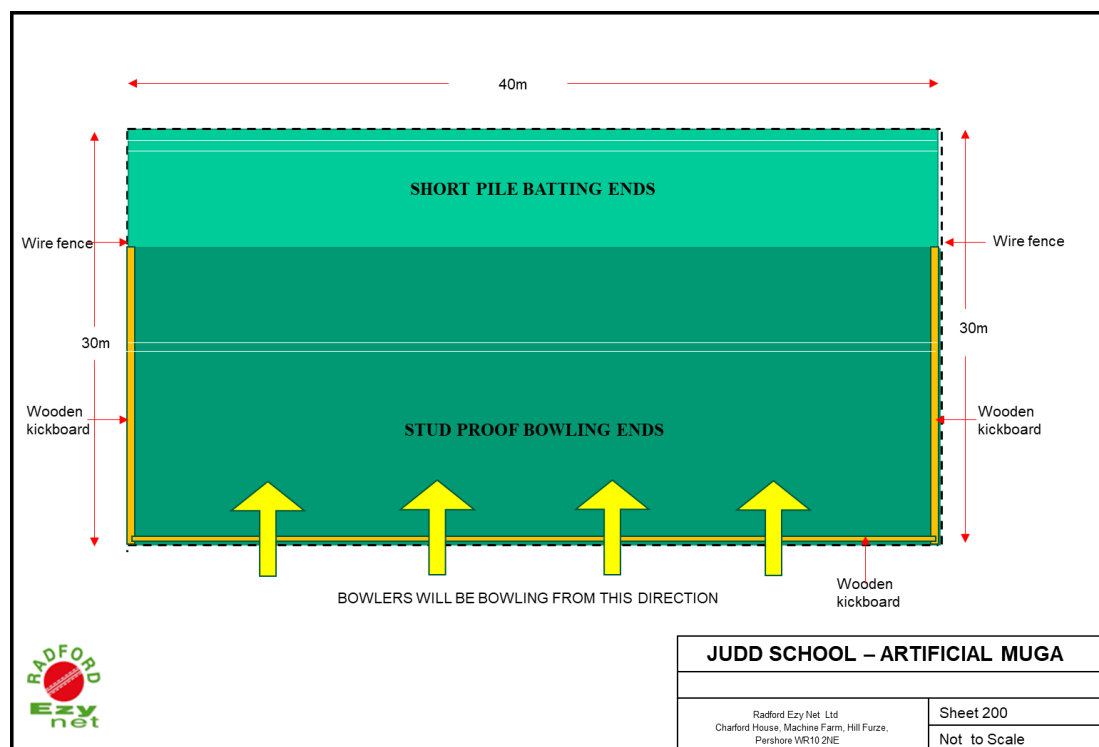 40m
SHORT PILE BATTING ENDS
Wire fence
Wire fence
30m
30m
Wooden
kickboard
Wooden
kickboard
STUD PROOF BOWLING ENDS
BOWLERS WILL BE BOWLING FROM THIS DIRECTION
Wooden
kickboard
RADFORD
Ezy
net
JUDD SCHOOL – ARTIFICIAL MUGA
Radford Ezy Net Ltd
Charford House, Machine Farm, Hill Furze,
Pershore WR10 2NE
Sheet 200
Not to Scale